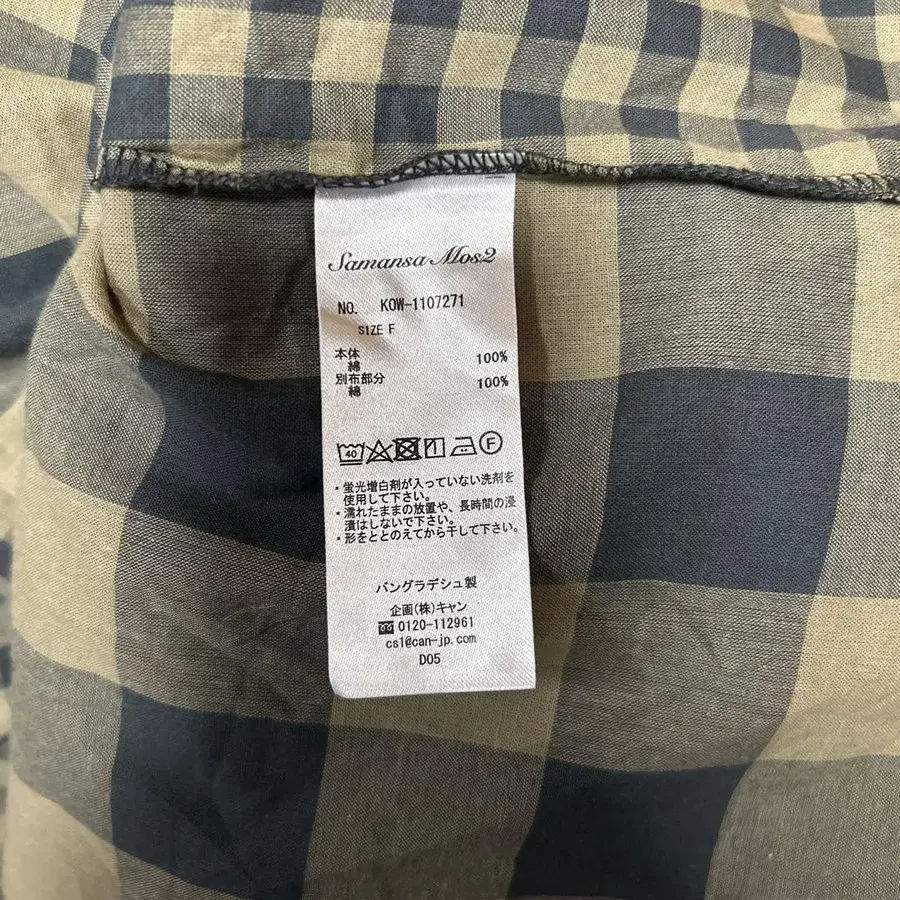 Samansa Mos2
NO. KOW-1107271
SIZE F
本体
綿 100%
別布部分
綿 100%
40 F
・蛍光増白剤が入っていない洗剤を
使用して下さい。
・濡れたままの放置や、長時間の浸
漬はしないで下さい。
・形をととのえてから干して下さい。
バングラデシュ製
企画(株)キャン
0120-112961
cs1@can-jp.com
D05